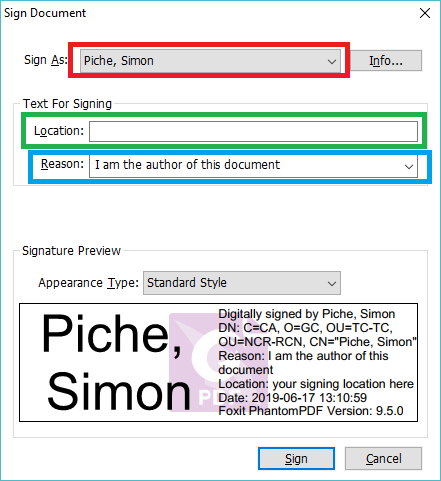 Sign Document
Sign As: Piche, Simon Info...
Text For Signing
Location:
Reason: I am the author of this document
Signature Preview
Appearance Type: Standard Style
Piche,
Simon
Digitally signed by Piche, Simon
DN: C=CA, O=GC, OU=TC-TC,
OU=NCR-RCN, CN="Piche, Simon"
Reason: I am the author of this
document
Location: your signing location here
Date: 2019-06-17 13:10:59
Foxit PhantomPDF Version: 9.5.0
Sign Cancel